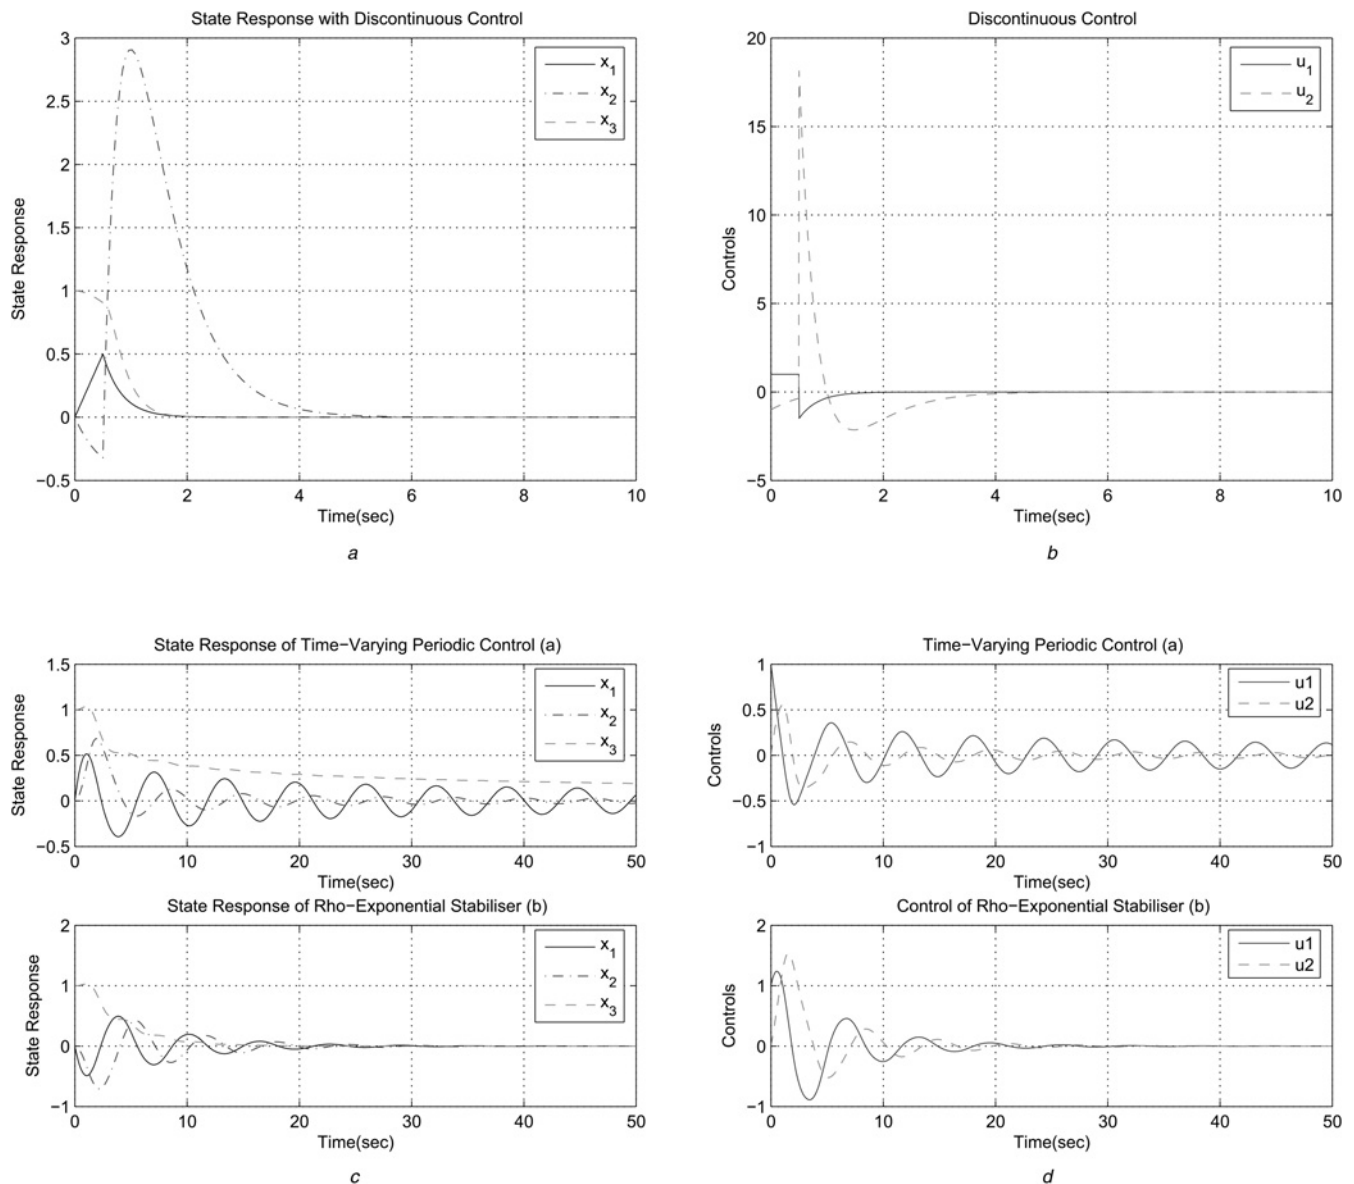 State Response with Discontinuous Control
3
2.5
2
1.5
1
0.5
0
−0.5
State Response
x1
x2
x3
0 2 4 6 8 10
Time(sec)
a
Discontinuous Control
20
15
10
5
0
−5
Controls
u1
u2
0 2 4 6 8 10
Time(sec)
b
State Response of Time−Varying Periodic Control (a)
1.5
1
0.5
0
−0.5
State Response
x1
x2
x3
0 10 20 30 40 50
Time(sec)
State Response of Rho−Exponential Stabiliser (b)
2
1
0
−1
State Response
x1
x2
x3
0 10 20 30 40 50
Time(sec)
c
Time−Varying Periodic Control (a)
1
0.5
0
−0.5
−1
Controls
u1
u2
0 10 20 30 40 50
Time(sec)
Control of Rho−Exponential Stabiliser (b)
2
1
0
−1
Controls
u1
u2
0 10 20 30 40 50
Time(sec)
d